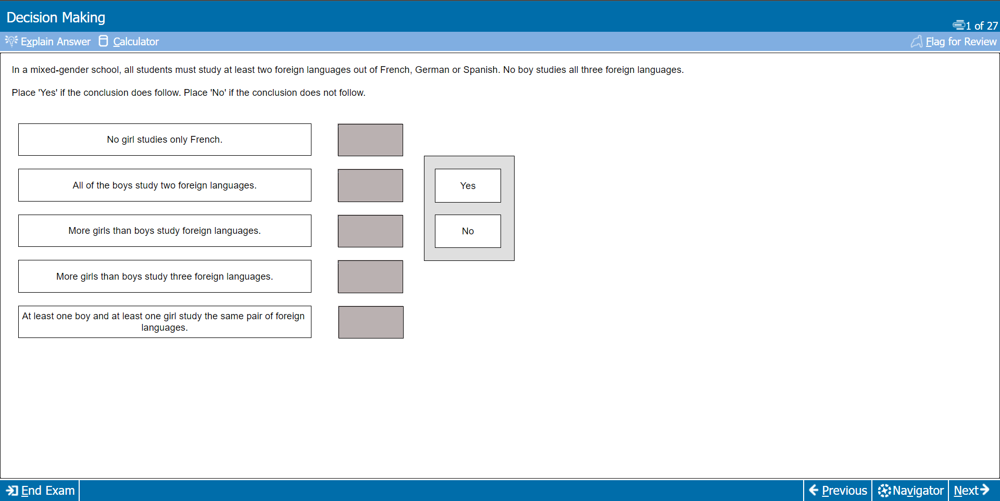 Decision Making
1 of 27
Explain Answer
Calculator
Flag for Review
In a mixed-gender school, all students must study at least two foreign languages out of French, German or Spanish. No boy studies all three foreign languages.
Place 'Yes' if the conclusion does follow. Place 'No' if the conclusion does not follow.
No girl studies only French.
All of the boys study two foreign languages.
Yes
More girls than boys study foreign languages.
No
More girls than boys study three foreign languages.
At least one boy and at least one girl study the same pair of foreign
languages.
End Exam
Previous
Navigator
Next